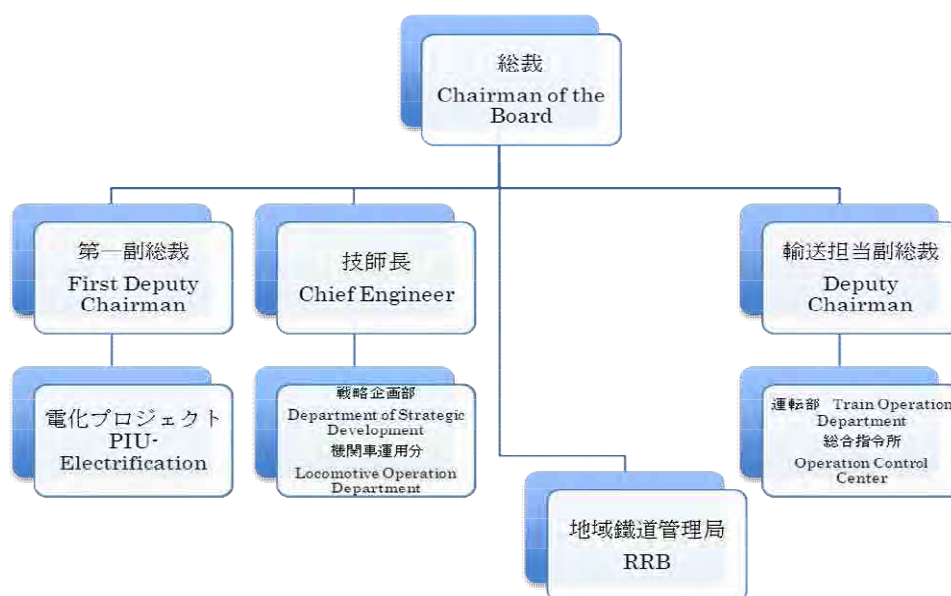 総裁
Chairman of the
Board
第一副総裁
First Deputy
Chairman
技師長
Chief Engineer
輸送担当副総裁
Deputy
Chairman
電化プロジェクト
PIU-
Electrification
戦略企画部
Department of Strategic
Development
機関車運用分
Locomotive Operation
Department
運転部 Train Operation
Department
総合指令所
Operation Control
Center
地域鐵道管理局
RRB